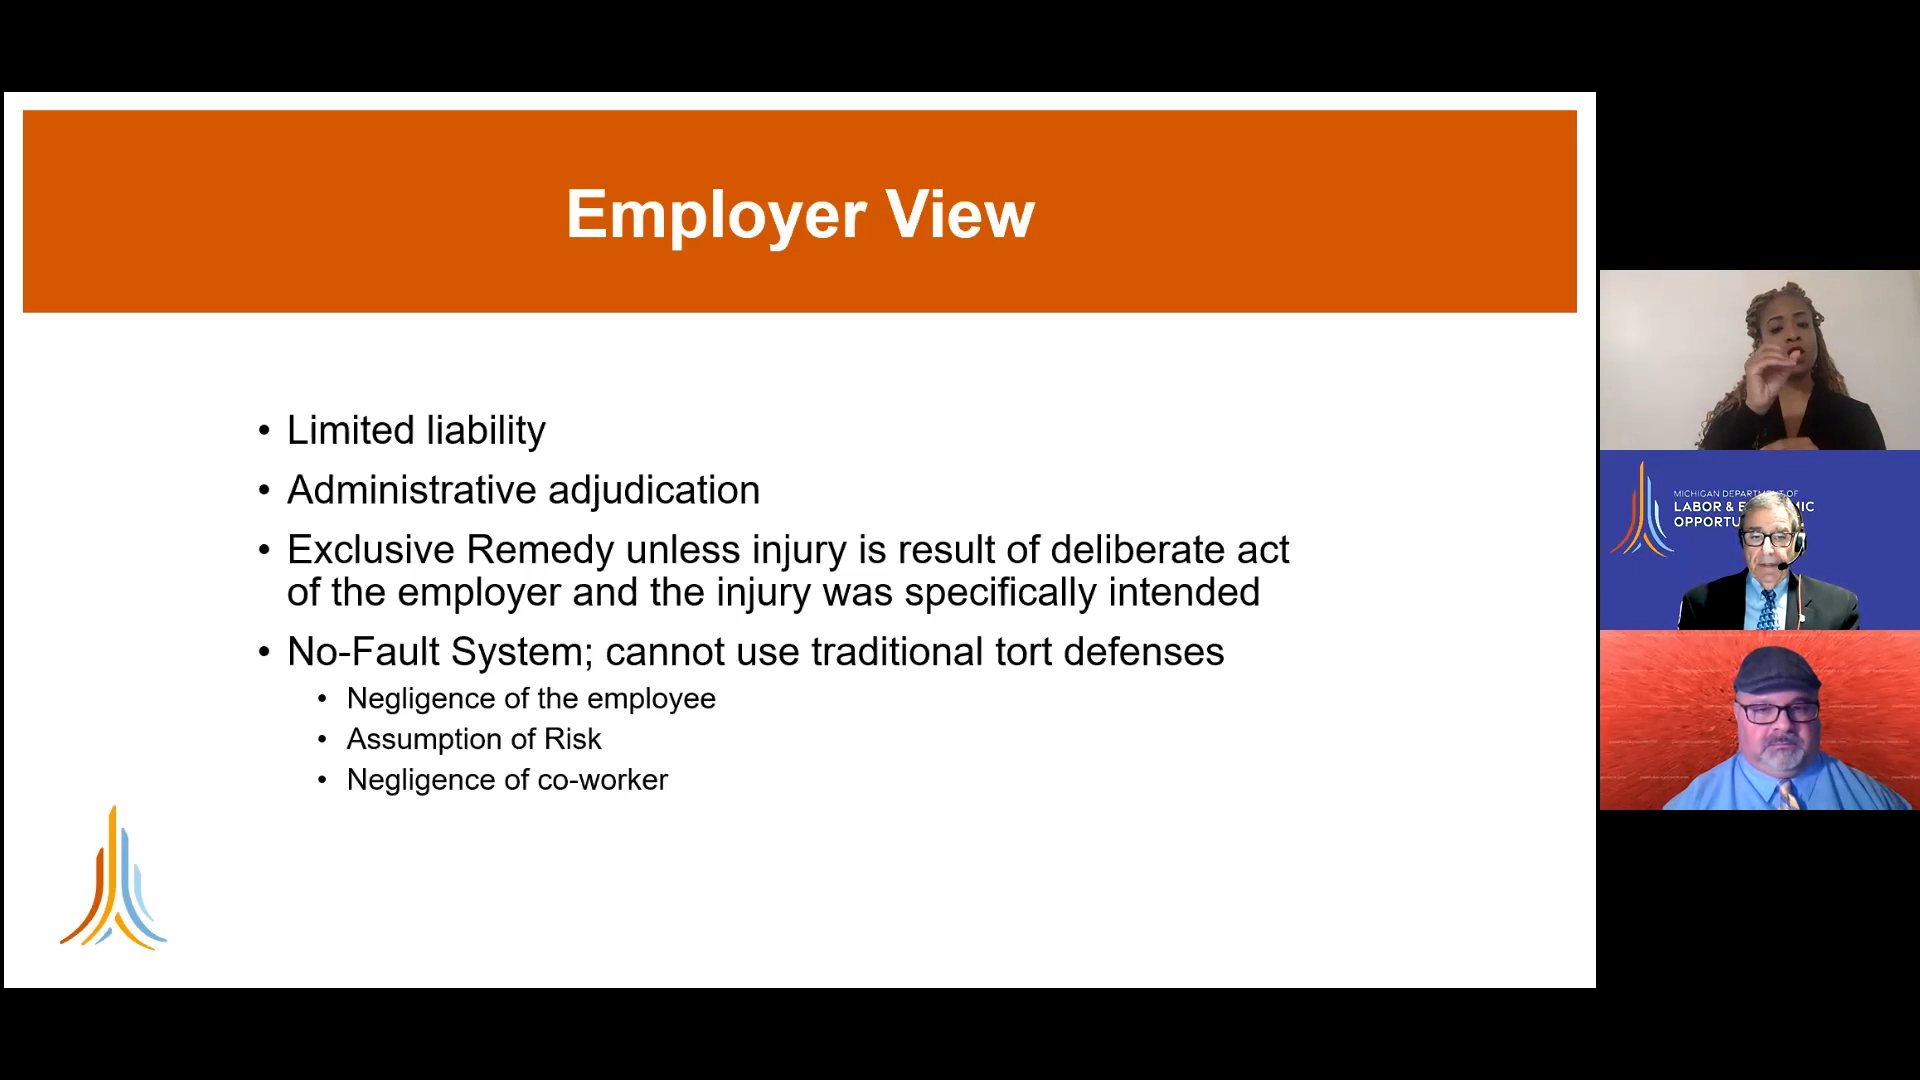 Employer View
• Limited liability
• Administrative adjudication
• Exclusive Remedy unless injury is result of deliberate act
of the employer and the injury was specifically intended
• No-Fault System; cannot use traditional tort defenses
• Negligence of the employee
• Assumption of Risk
• Negligence of co-worker
MICHIGAN DEPARTMENT OF
LABOR & E MIC
OPPORTU